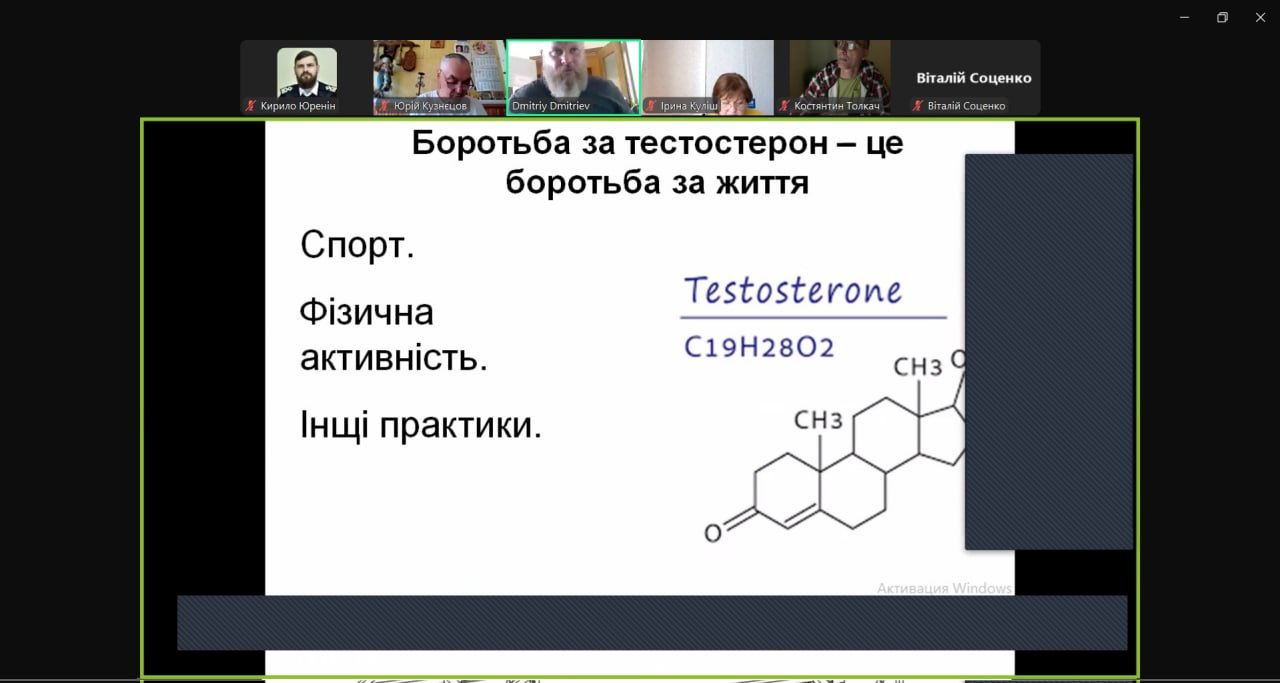 Віталій Соценко
Кирило Юренін
Юрій Кузнєцов
Dmitriy Dmitriev
Ірина Куліш
Костянтин Толкач
Віталій Соценко
Боротьба за тестостерон – це
боротьба за життя
Спорт.
Фізична
активність.
Інщі практики.
Testosterone
C19H28O2
CH3
CH3
O
Активация Windows